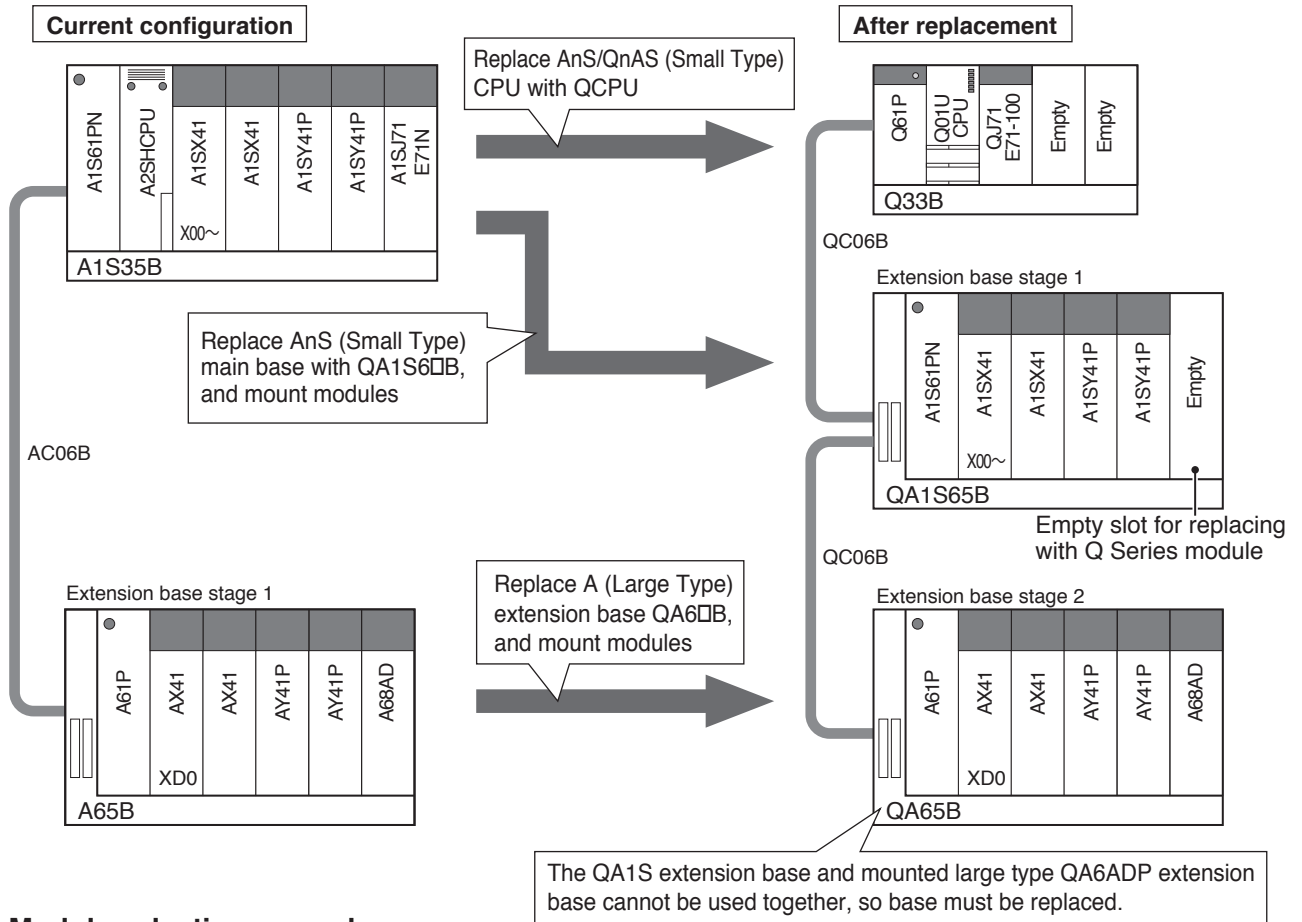 Current configuration
After replacement
Replace AnS/QnAS (Small Type)
CPU with QCPU
A1S61PN
A2SHCPU
A1SX41
A1SX41
A1SY41P
A1SY41P
A1SJ71
E71N
X00～
A1S35B
Q61P
Q01U
CPU
QJ71
E71-100
Empty
Empty
Q33B
QC06B
Extension base stage 1
Replace AnS (Small Type)
main base with QA1S6□B,
and mount modules
A1S61PN
A1SX41
A1SX41
A1SY41P
A1SY41P
Empty
X00～
QA1S65B
AC06B
Empty slot for replacing
with Q Series module
QC06B
Extension base stage 1
Replace A (Large Type)
extension base QA6□B,
and mount modules
Extension base stage 2
A61P
AX41
AX41
AY41P
AY41P
A68AD
XD0
A65B
A61P
AX41
AX41
AY41P
AY41P
A68AD
XD0
QA65B
The QA1S extension base and mounted large type QA6ADP extension
base cannot be used together, so base must be replaced.